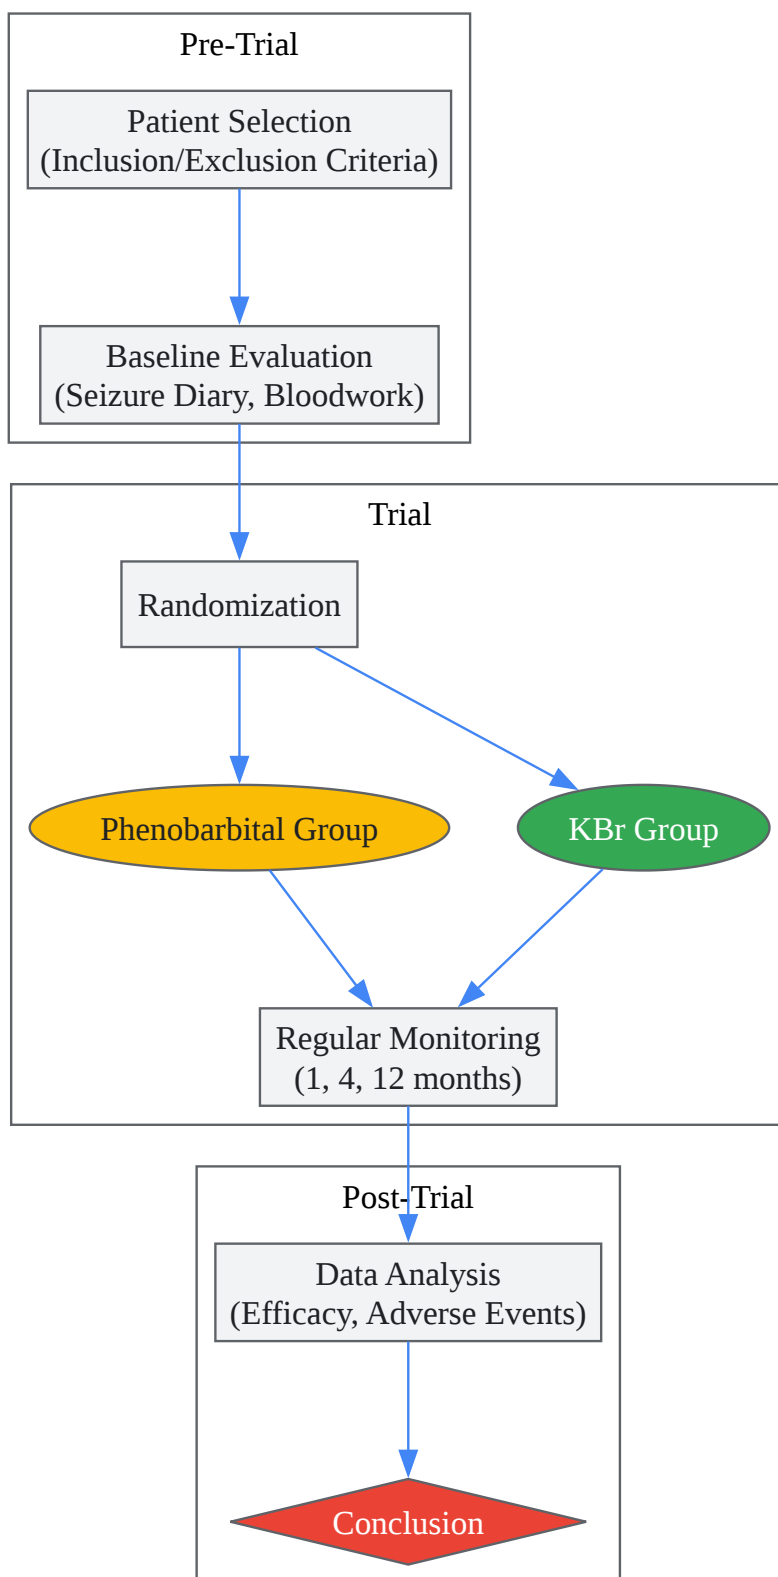 Pre-Trial
Patient Selection
(Inclusion/Exclusion Criteria)
Baseline Evaluation
(Seizure Diary, Bloodwork)
Trial
Randomization
Phenobarbital Group
KBr Group
Regular Monitoring
(1, 4, 12 months)
Post-Trial
Data Analysis
(Efficacy, Adverse Events)
Conclusion